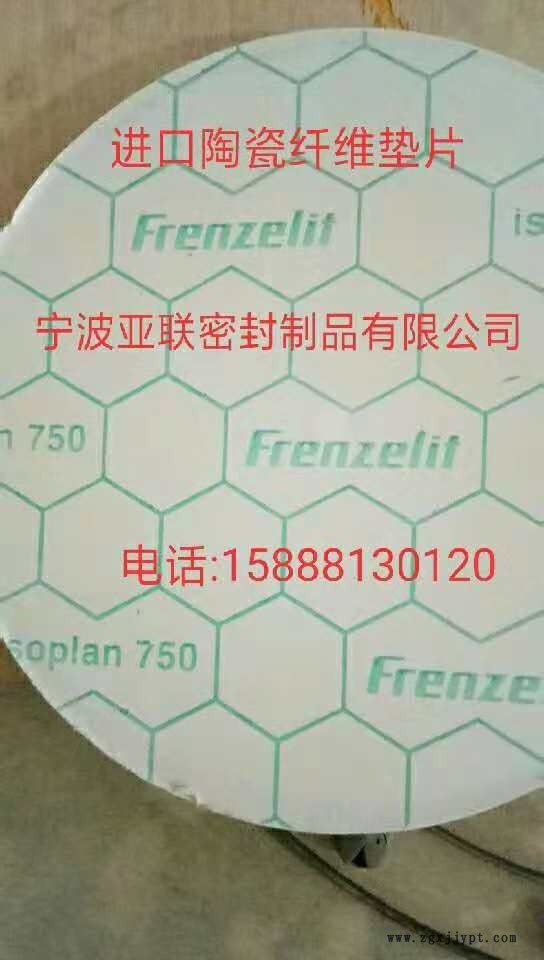 进口陶瓷纤维垫片
Frenzelit
is
宁波亚联密封制品有限公司
n 750
Frenzelit
电话:15888130120
soplan 750
Frenze
www.zgxjjypt.com